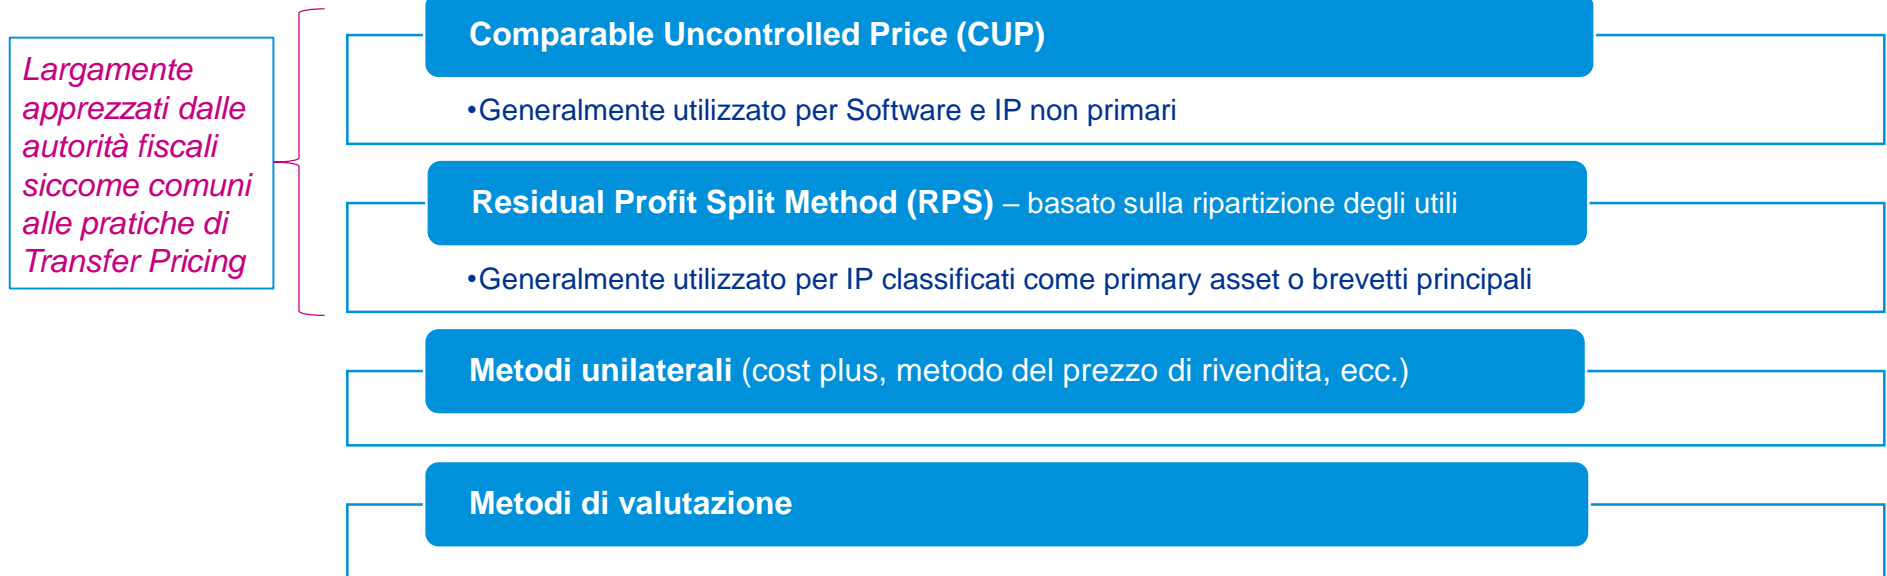 Largamente
apprezzati dalle
autorità fiscali
siccome comuni
alle pratiche di
Transfer Pricing
Comparable Uncontrolled Price (CUP)
•Generalmente utilizzato per Software e IP non primari
Residual Profit Split Method (RPS) – basato sulla ripartizione degli utili
•Generalmente utilizzato per IP classificati come primary asset o brevetti principali
Metodi unilaterali (cost plus, metodo del prezzo di rivendita, ecc.)
Metodi di valutazione